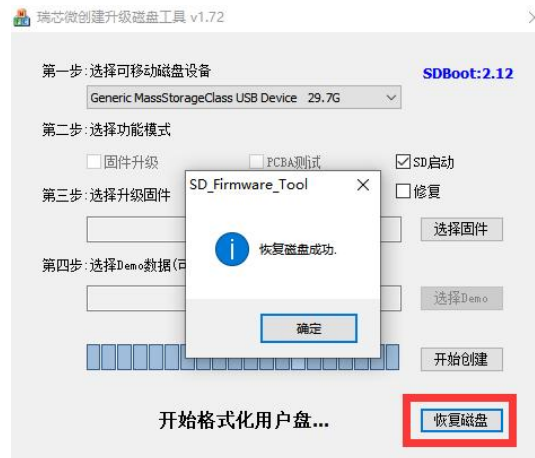 瑞芯微创建升级磁盘工具 v1.72
第一步:选择可移动磁盘设备
SDBoot:2.12
Generic MassStorageClass USB Device 29.7G
第二步:选择功能模式
固件升级
PCBA测试
SD启动
SD_Firmware_Tool
修复
第三步:选择升级固件
选择固件
恢复磁盘成功.
第四步:选择Demo数据(可
选择Demo
确定
开始创建
开始格式化用户盘...
恢复磁盘